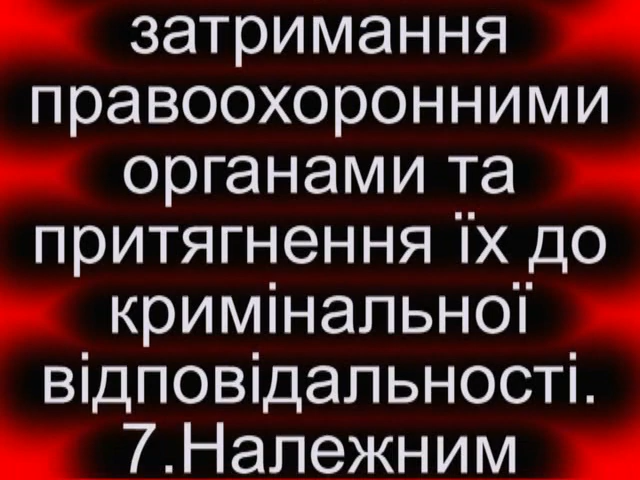 затримання
правоохоронними
органами та
притягнення їх до
кримінальної
відповідальності.
7.Належним